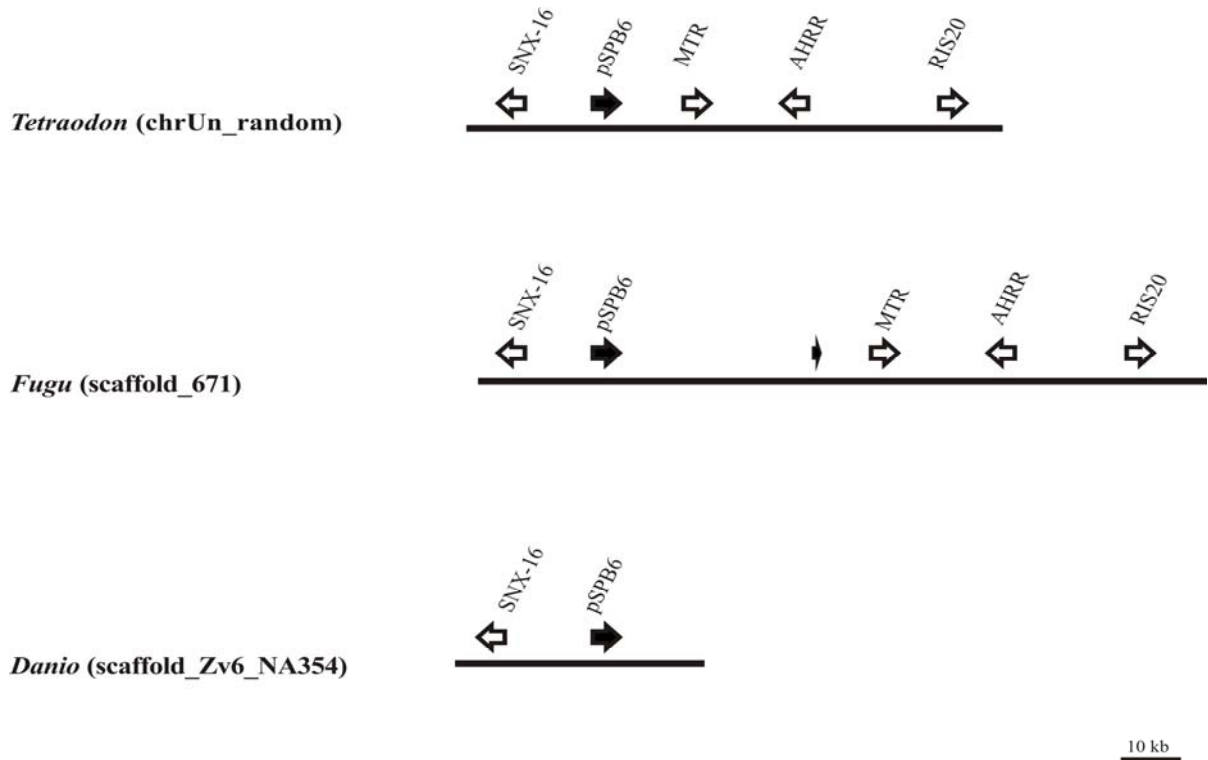 SNX-16 pSPB6 MTR AHRR RIS20
Tetraodon (chrUn_random)
SNX-16 pSPB6 MTR AHRR RIS20
Fugu (scaffold_671)
SNX-16 pSPB6
Danio (scaffold_Zv6_NA354)
10 kb